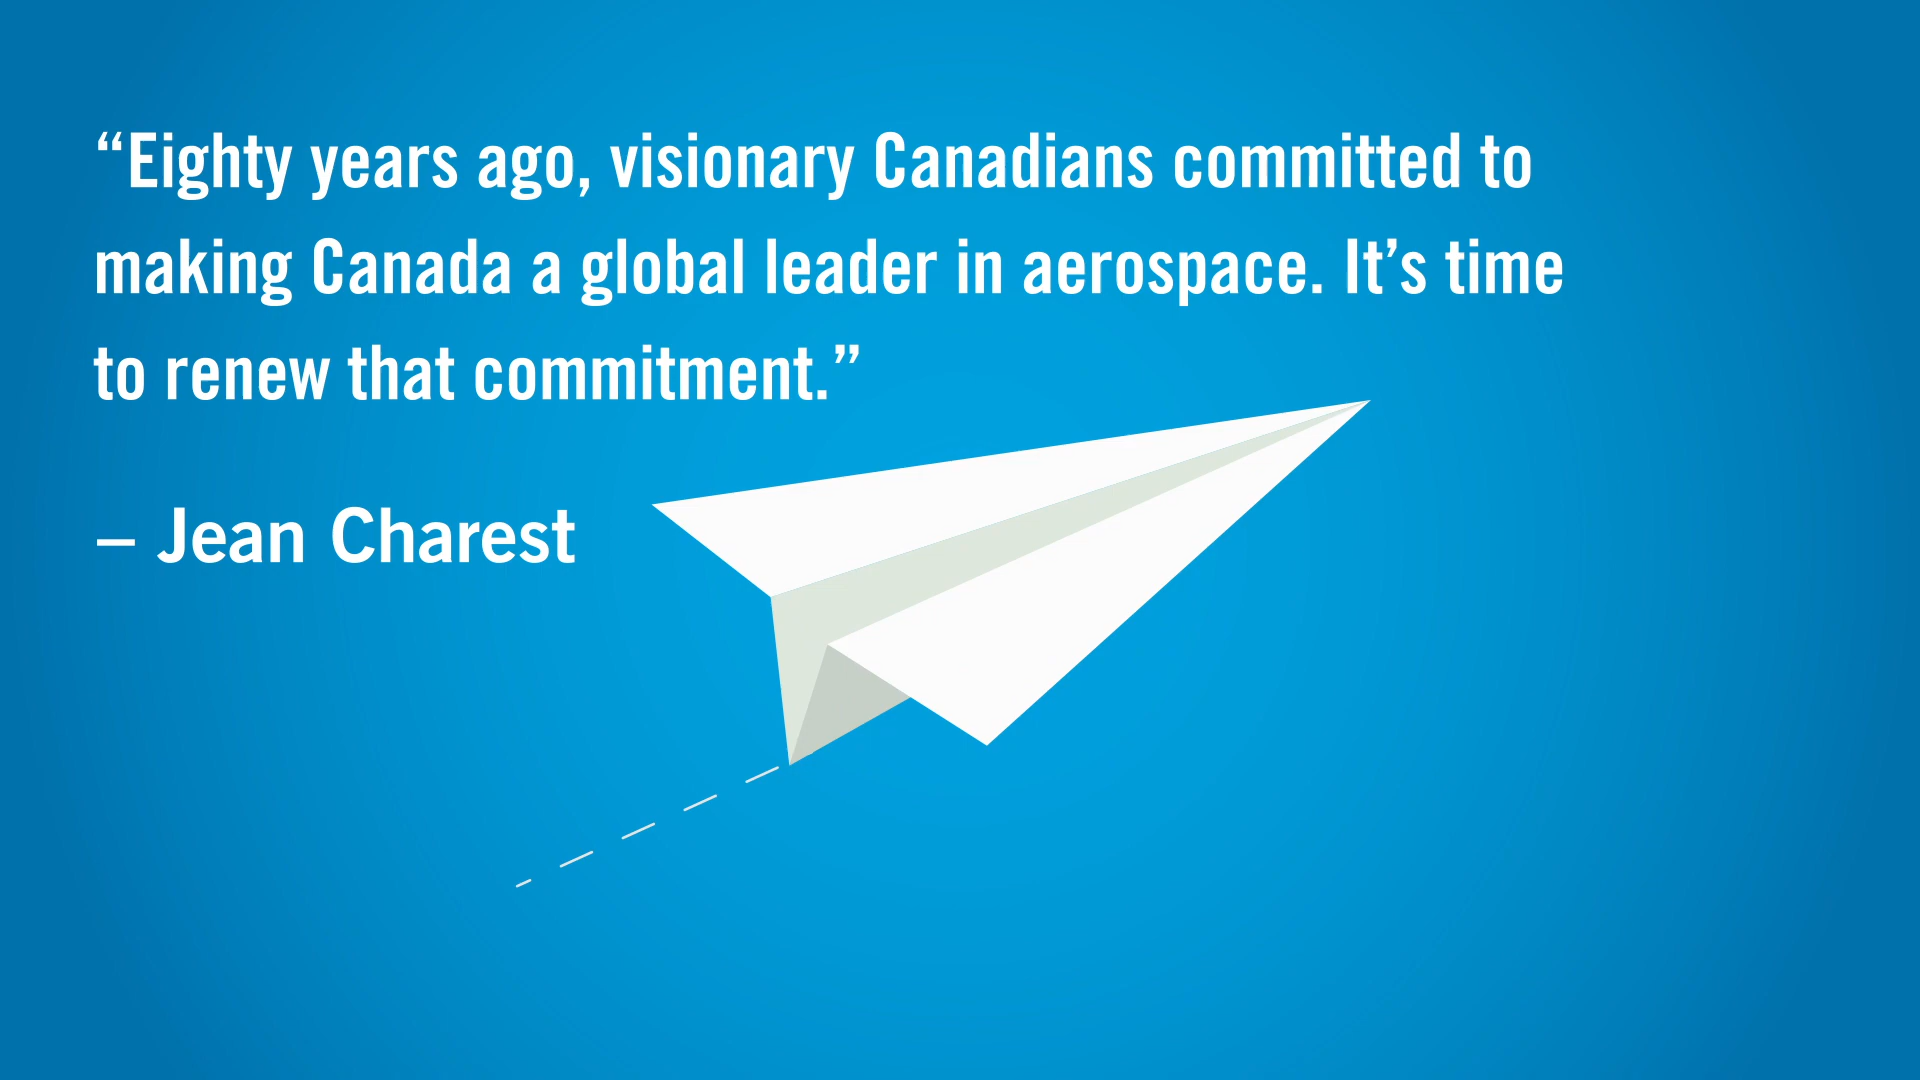 “Eighty years ago, visionary Canadians committed to
making Canada a global leader in aerospace. It’s time
to renew that commitment.”
– Jean Charest